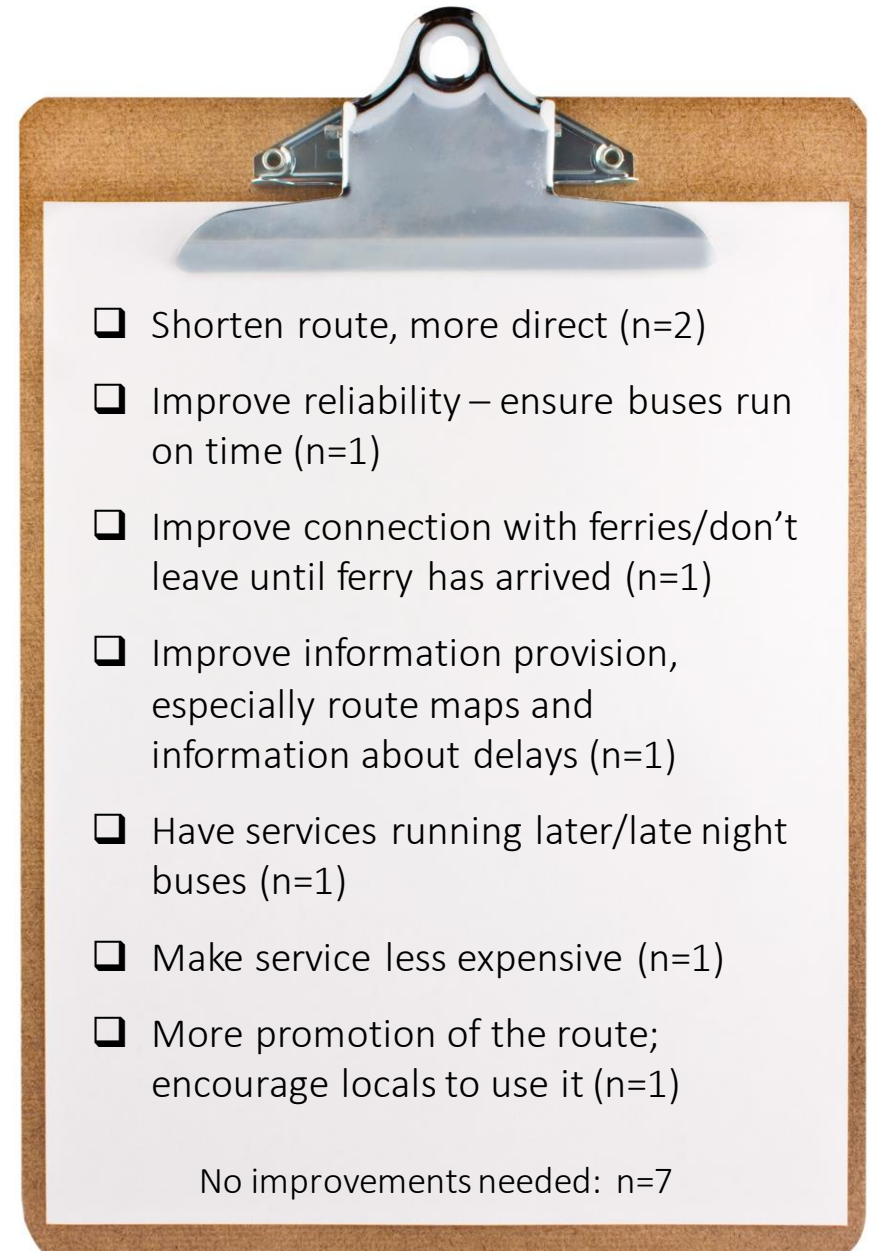 ❑ Shorten route, more direct (n=2)
❑ Improve reliability – ensure buses run
on time (n=1)
❑ Improve connection with ferries/don’t
leave until ferry has arrived (n=1)
❑ Improve information provision,
especially route maps and
information about delays (n=1)
❑ Have services running later/late night
buses (n=1)
❑ Make service less expensive (n=1)
❑ More promotion of the route;
encourage locals to use it (n=1)
No improvements needed: n=7